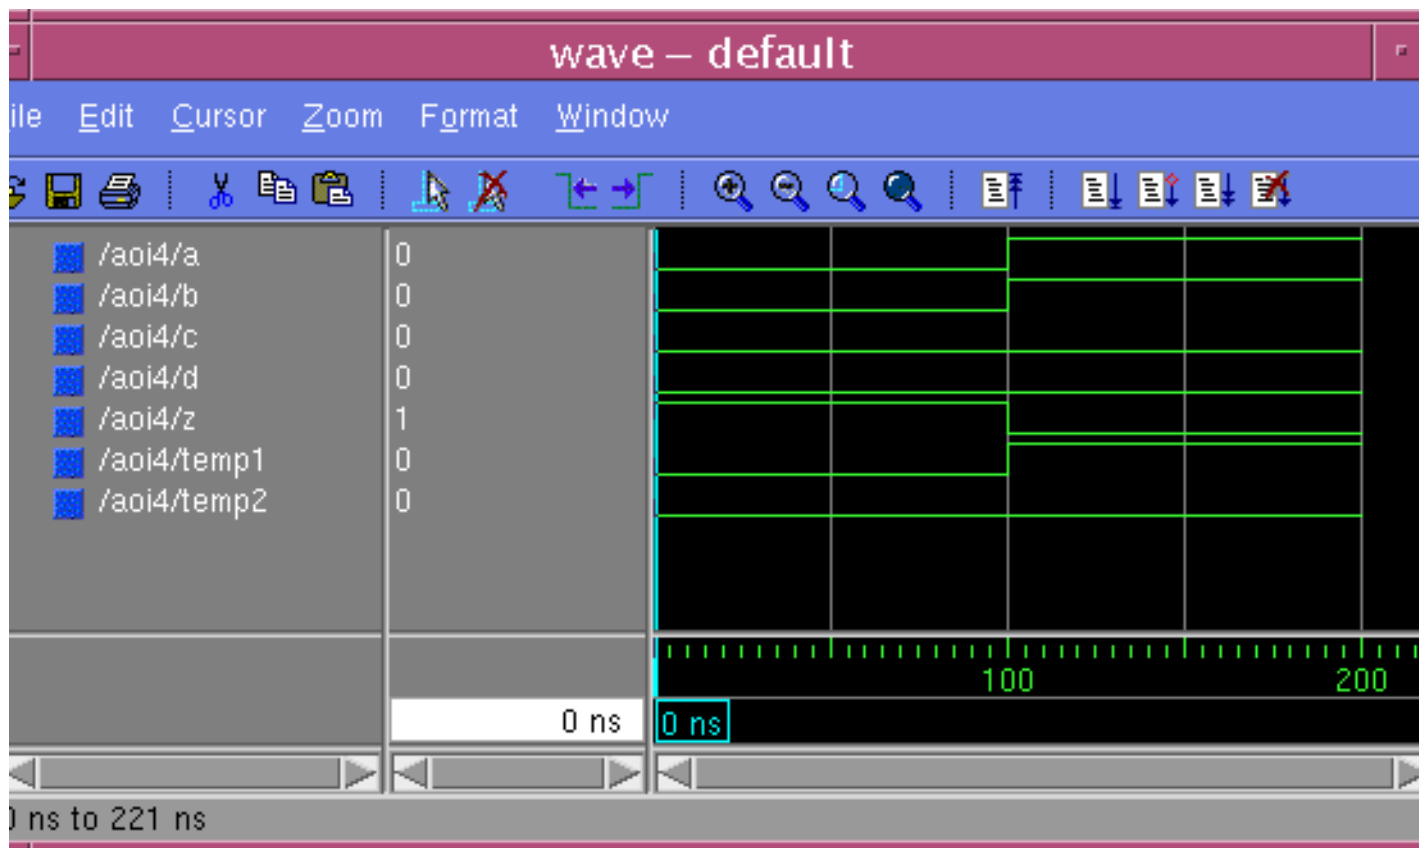 wave – default
ile Edit Cursor Zoom Format Window
/aoi4/a 0
/aoi4/b 0
/aoi4/c 0
/aoi4/d 0
/aoi4/z 1
/aoi4/temp1 0
/aoi4/temp2 0
100 200
0 ns 0 ns
0 ns to 221 ns